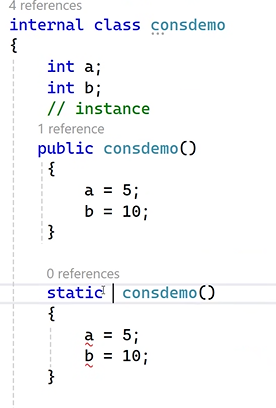 4 references
internal class consdemo
{
int a;
int b;
// instance
1 reference
public consdemo()
{
a = 5;
b = 10;
}
0 references
static consdemo()
{
a = 5;
b = 10;
}